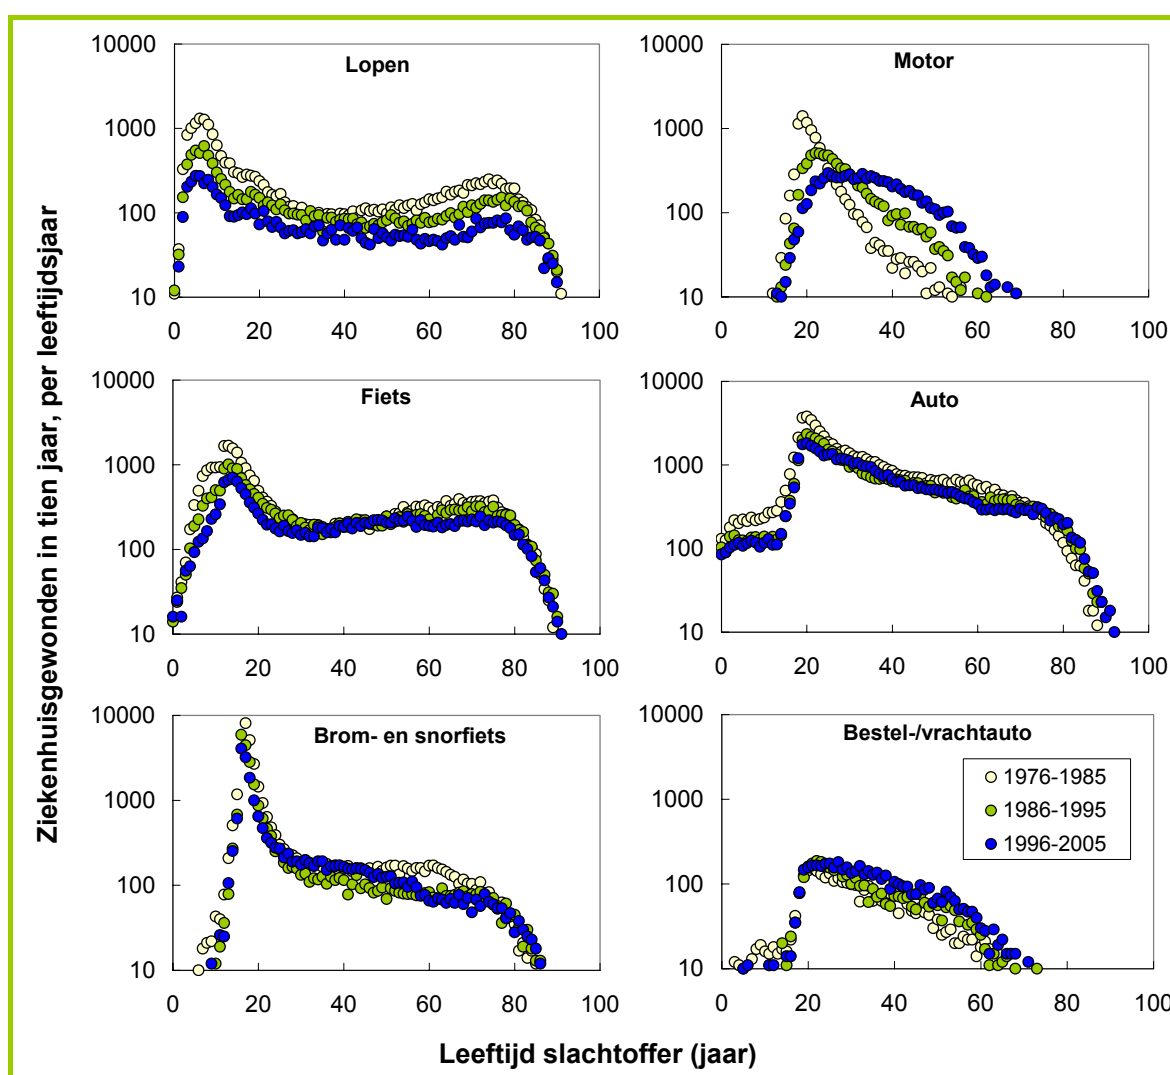 Ziekenhuisgewonden in tien jaar, per leeftijdsjaar
Lopen
10000
1000
100
10
0 20 40 60 80 100
Motor
10000
1000
100
10
0 20 40 60 80 100
Fiets
10000
1000
100
10
0 20 40 60 80 100
Auto
10000
1000
100
10
0 20 40 60 80 100
Brom- en snorfiets
10000
1000
100
10
0 20 40 60 80 100
Bestel-/vrachtauto
10000
1000
100
10
0 20 40 60 80 100
1976-1985
1986-1995
1996-2005
Leeftijd slachtoffer (jaar)